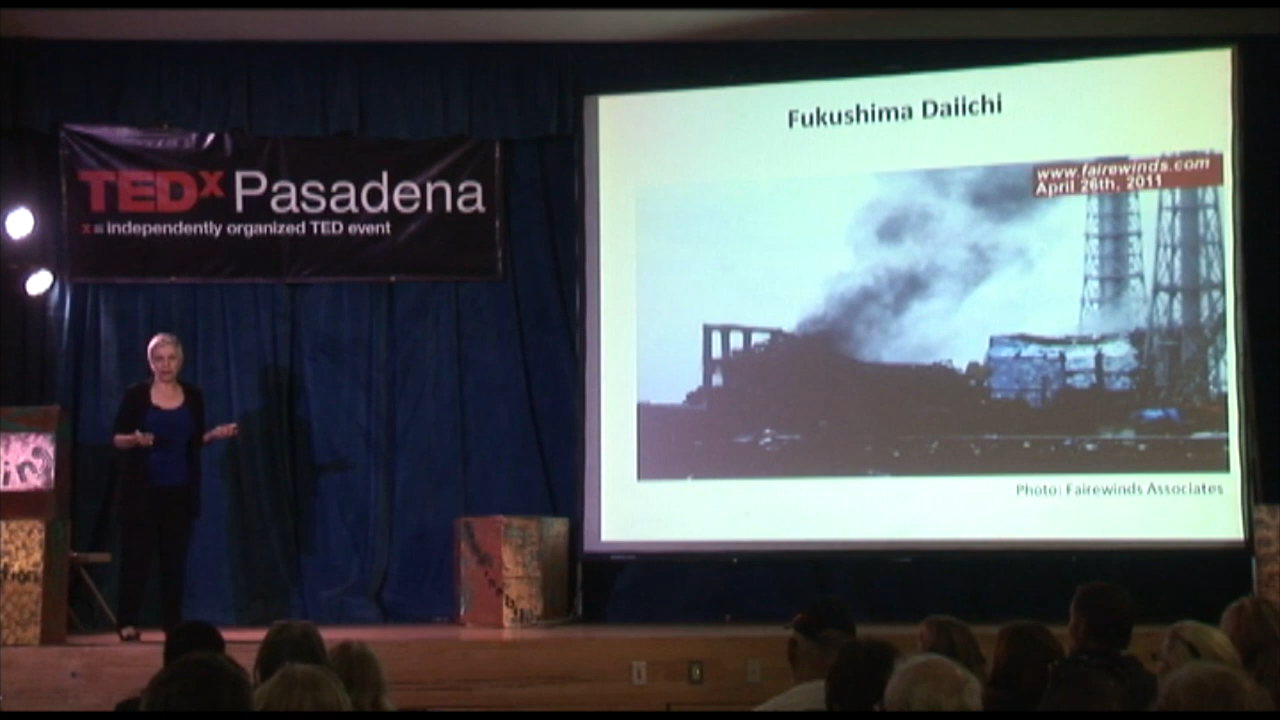 TEDx Pasadena
x = independently organized TED event
Fukushima Daiichi
www.fairewinds.com
April 26th, 2011
Photo: Fairewinds Associates